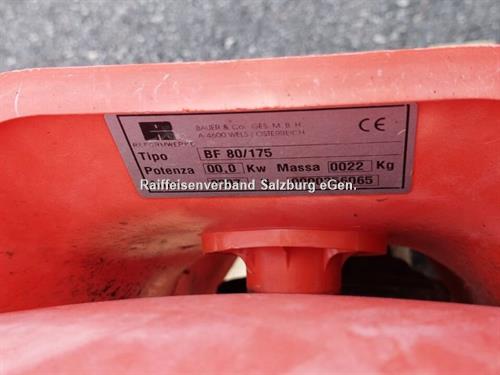 BAUER & Co. GES. M. B. H.
A-4600 WELS / ÖSTERREICH
CE
REFORMWERKE
Tipo BF 80/175
Potenza 00.0 Kw Massa 0022 Kg
Raiffeisenverband Salzburg eGen.